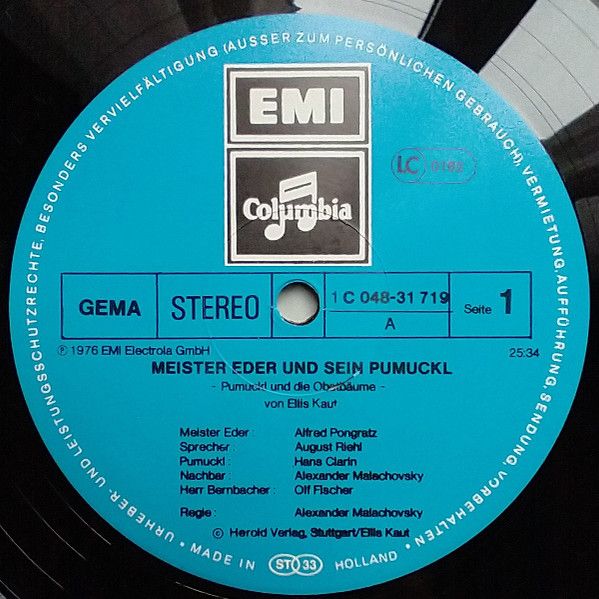 URHEBER- UND LEISTUNGSSCHUTZRECHTE, BESONDERS VERVIELFÄLTIGUNG (AUSSER ZUM PERSÖNLICHEN GEBRAUCH), VERMIETUNG, AUFFÜHRUNG, SENDUNG, VORBEHALTEN
EMI
Columbia
LC 0162
GEMA
STEREO
1 C 048-31 719
A
Seite 1
℗ 1976 EMI Electrola GmbH
25:34
MEISTER EDER UND SEIN PUMUCKL
- Pumuckl und die Obstbäume -
von Ellis Kaut
Meister Eder: Alfred Pongratz
Sprecher: August Riehl
Pumuckl: Hans Clarin
Nachbar: Alexander Malachovsky
Herr Bernbacher: Olf Fischer
Regie: Alexander Malachovsky
© Herold Verlag, Stuttgart/Ellis Kaut
• MADE IN ST 33 HOLLAND •